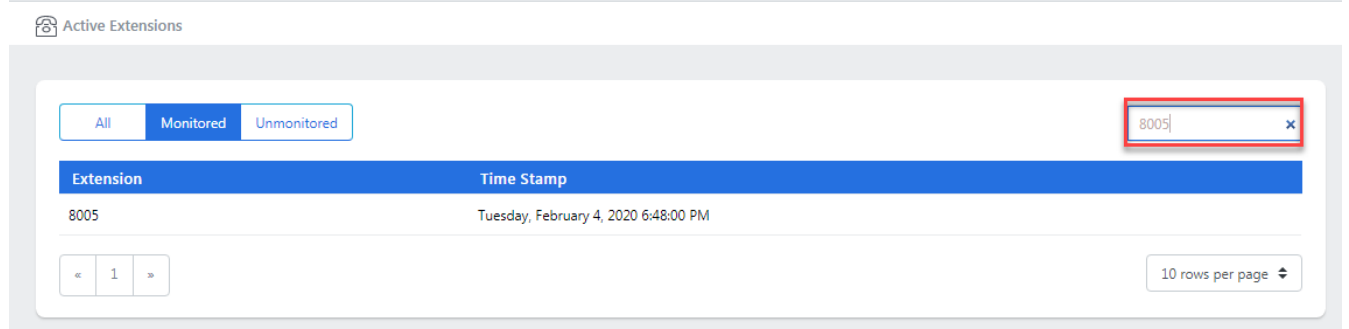 Active Extensions
All Monitored Unmonitored 8005 ×
Extension Time Stamp
8005 Tuesday, February 4, 2020 6:48:00 PM
« 1 » 10 rows per page